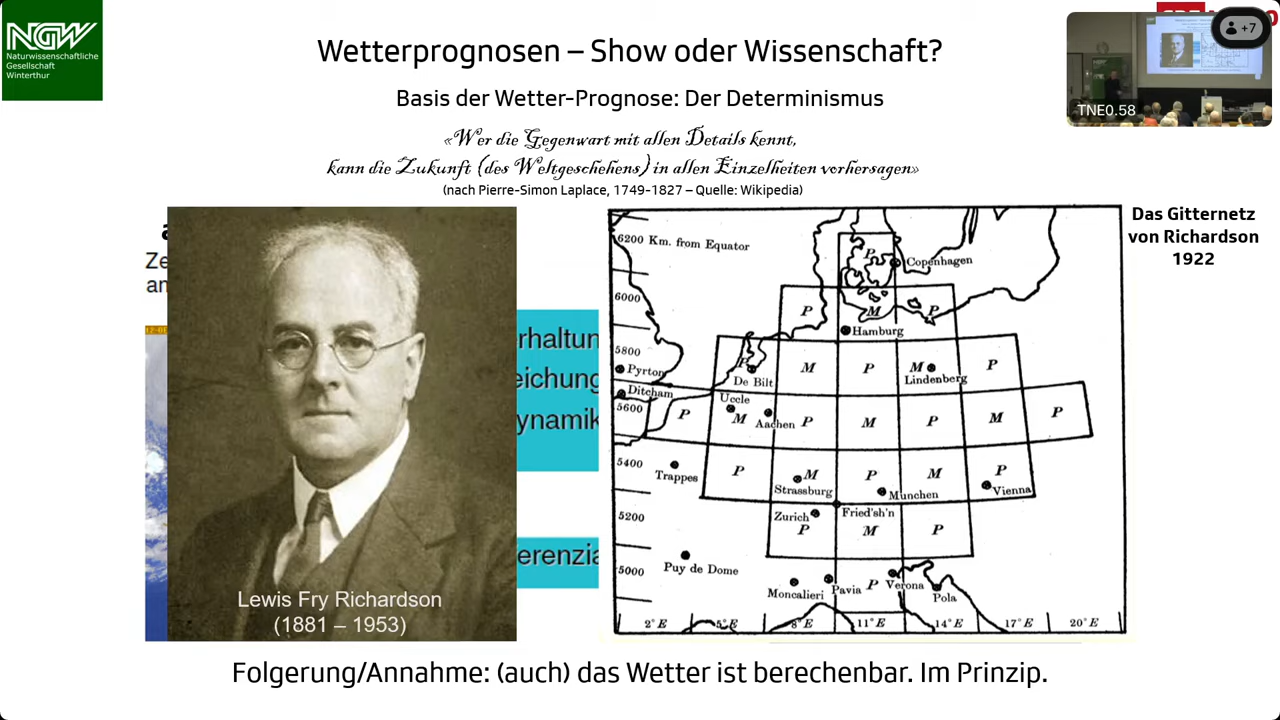 NGW
Naturwissenschaftliche
Gesellschaft
Winterthur
Wetterprognosen – Show oder Wissenschaft?
+7
TNE0.58
Basis der Wetter-Prognose: Der Determinismus
«Wer die Gegenwart mit allen Details kennt,
kann die Zukunft (des Weltgeschehens) in allen Einzelheiten vorhersagen»
(nach Pierre-Simon Laplace, 1749-1827 – Quelle: Wikipedia)
Das Gitternetz
von Richardson
1922
Lewis Fry Richardson
(1881 – 1953)
6200 Km. from Equator
P
Copenhagen
6000
P
M
P
Hamburg
5800
Pyrton
P
De Bilt
M
P
M
Lindenberg
P
Ditcham
5600
P
Uccle
M
Aachen
P
M
P
M
P
5400
Trappes
P
M
Strassburg
P
Munchen
M
P
Vienna
5200
Zurich
P
Fried'sh'n
M
P
5000
Puy de Dome
Moncalieri
Pavia
P
Verona
Pola
2° E
5° E
8° E
11° E
14° E
17° E
20° E
Folgerung/Annahme: (auch) das Wetter ist berechenbar. Im Prinzip.